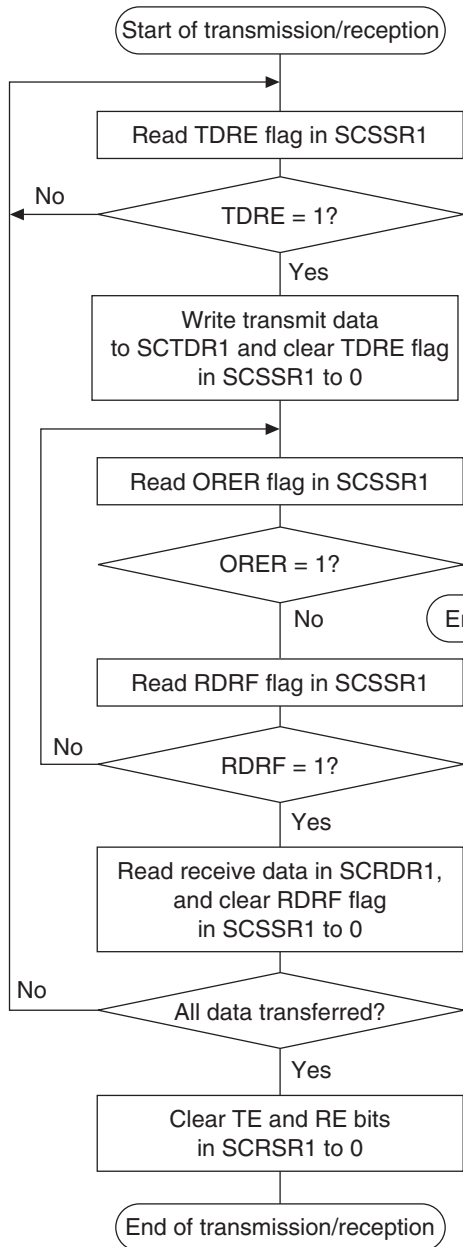 Start of transmission/reception
Read TDRE flag in SCSSR1
No
TDRE = 1?
Yes
Write transmit data
to SCTDR1 and clear TDRE flag
in SCSSR1 to 0
Read ORER flag in SCSSR1
ORER = 1?
No
Read RDRF flag in SCSSR1
No
RDRF = 1?
Yes
Read receive data in SCRDR1,
and clear RDRF flag
in SCSSR1 to 0
No
All data transferred?
Yes
Clear TE and RE bits
in SCRSR1 to 0
End of transmission/reception